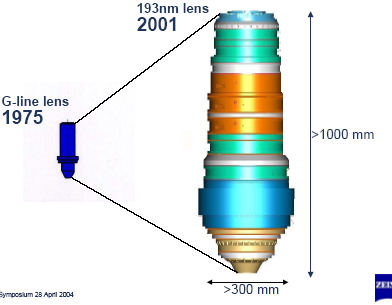 193nm lens
2001
G-line lens
1975
>1000 mm
>300 mm
Symposium 28 April 2004